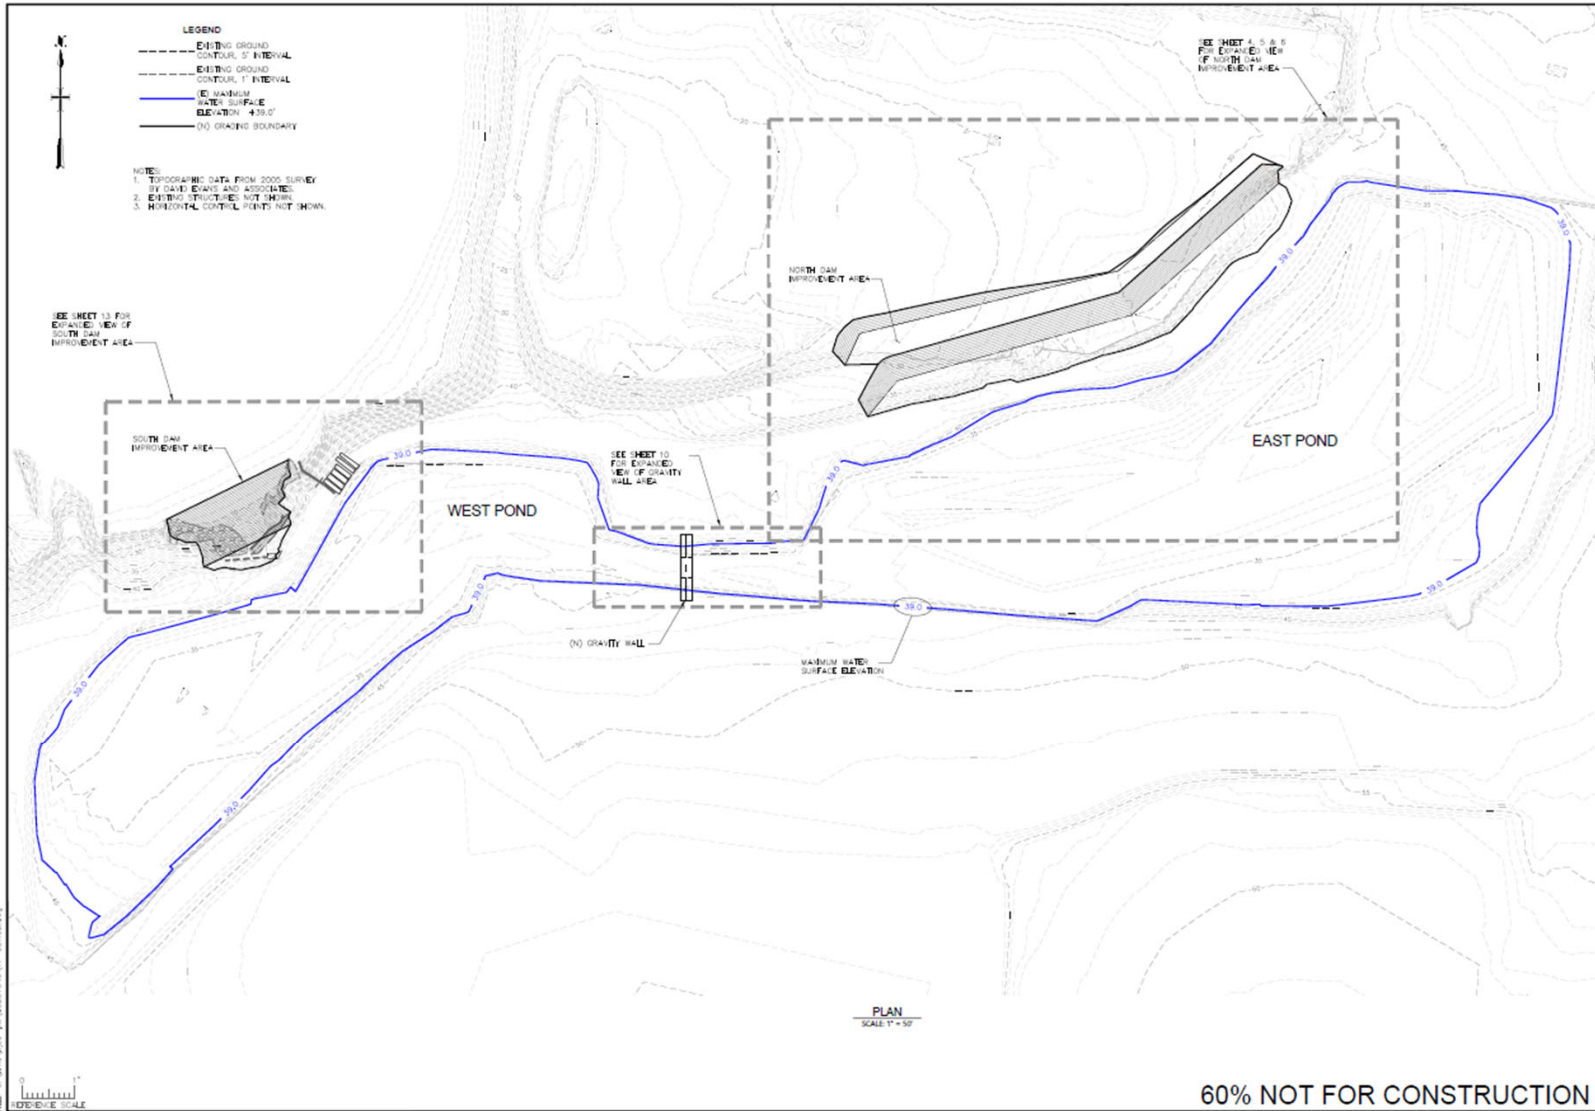 LEGEND
EXISTING GROUND
CONTOUR, 5' INTERVAL
EXISTING GROUND
CONTOUR, 1' INTERVAL
(E) MAXIMUM
WATER SURFACE
ELEVATION +39.0'
(N) GRADING BOUNDARY
NOTES:
1. TOPOGRAPHIC DATA FROM 2005 SURVEY
BY DAVID EVANS AND ASSOCIATES.
2. EXISTING STRUCTURES NOT SHOWN.
3. HORIZONTAL CONTROL POINTS NOT SHOWN.
SEE SHEET 4, 5 & 6
FOR EXPANDED VIEW
OF NORTH DAM
IMPROVEMENT AREA
39.0
39.0
NORTH DAM
IMPROVEMENT AREA
SEE SHEET 13 FOR
EXPANDED VIEW OF
SOUTH DAM
IMPROVEMENT AREA
SOUTH DAM
IMPROVEMENT AREA
39.0
SEE SHEET 10
FOR EXPANDED
VIEW OF GRAVITY
WALL AREA
39.0
EAST POND
WEST POND
39.0
39.0
39.0
(N) GRAVITY WALL
MAXIMUM WATER
SURFACE ELEVATION
39.0
39.0
PLAN
SCALE: 1" = 50'
0 1"
REFERENCE SCALE
60% NOT FOR CONSTRUCTION